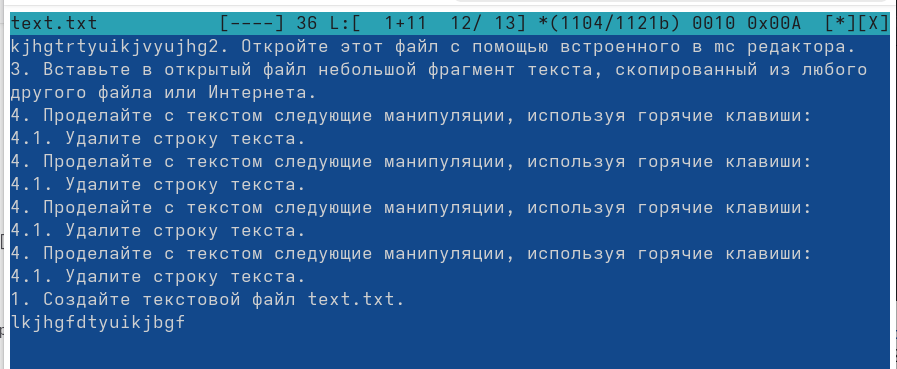 text.txt [----] 36 L:[ 1+11 12/ 13] *(1104/1121b) 0010 0x00A [*][X]
kjhgtrtyuikjvyujhg2. Откройте этот файл с помощью встроенного в mc редактора.
3. Вставьте в открытый файл небольшой фрагмент текста, скопированный из любого
другого файла или Интернета.
4. Проделайте с текстом следующие манипуляции, используя горячие клавиши:
4.1. Удалите строку текста.
4. Проделайте с текстом следующие манипуляции, используя горячие клавиши:
4.1. Удалите строку текста.
4. Проделайте с текстом следующие манипуляции, используя горячие клавиши:
4.1. Удалите строку текста.
4. Проделайте с текстом следующие манипуляции, используя горячие клавиши:
4.1. Удалите строку текста.
1. Создайте текстовой файл text.txt.
lkjhgfdtyuikjbgf